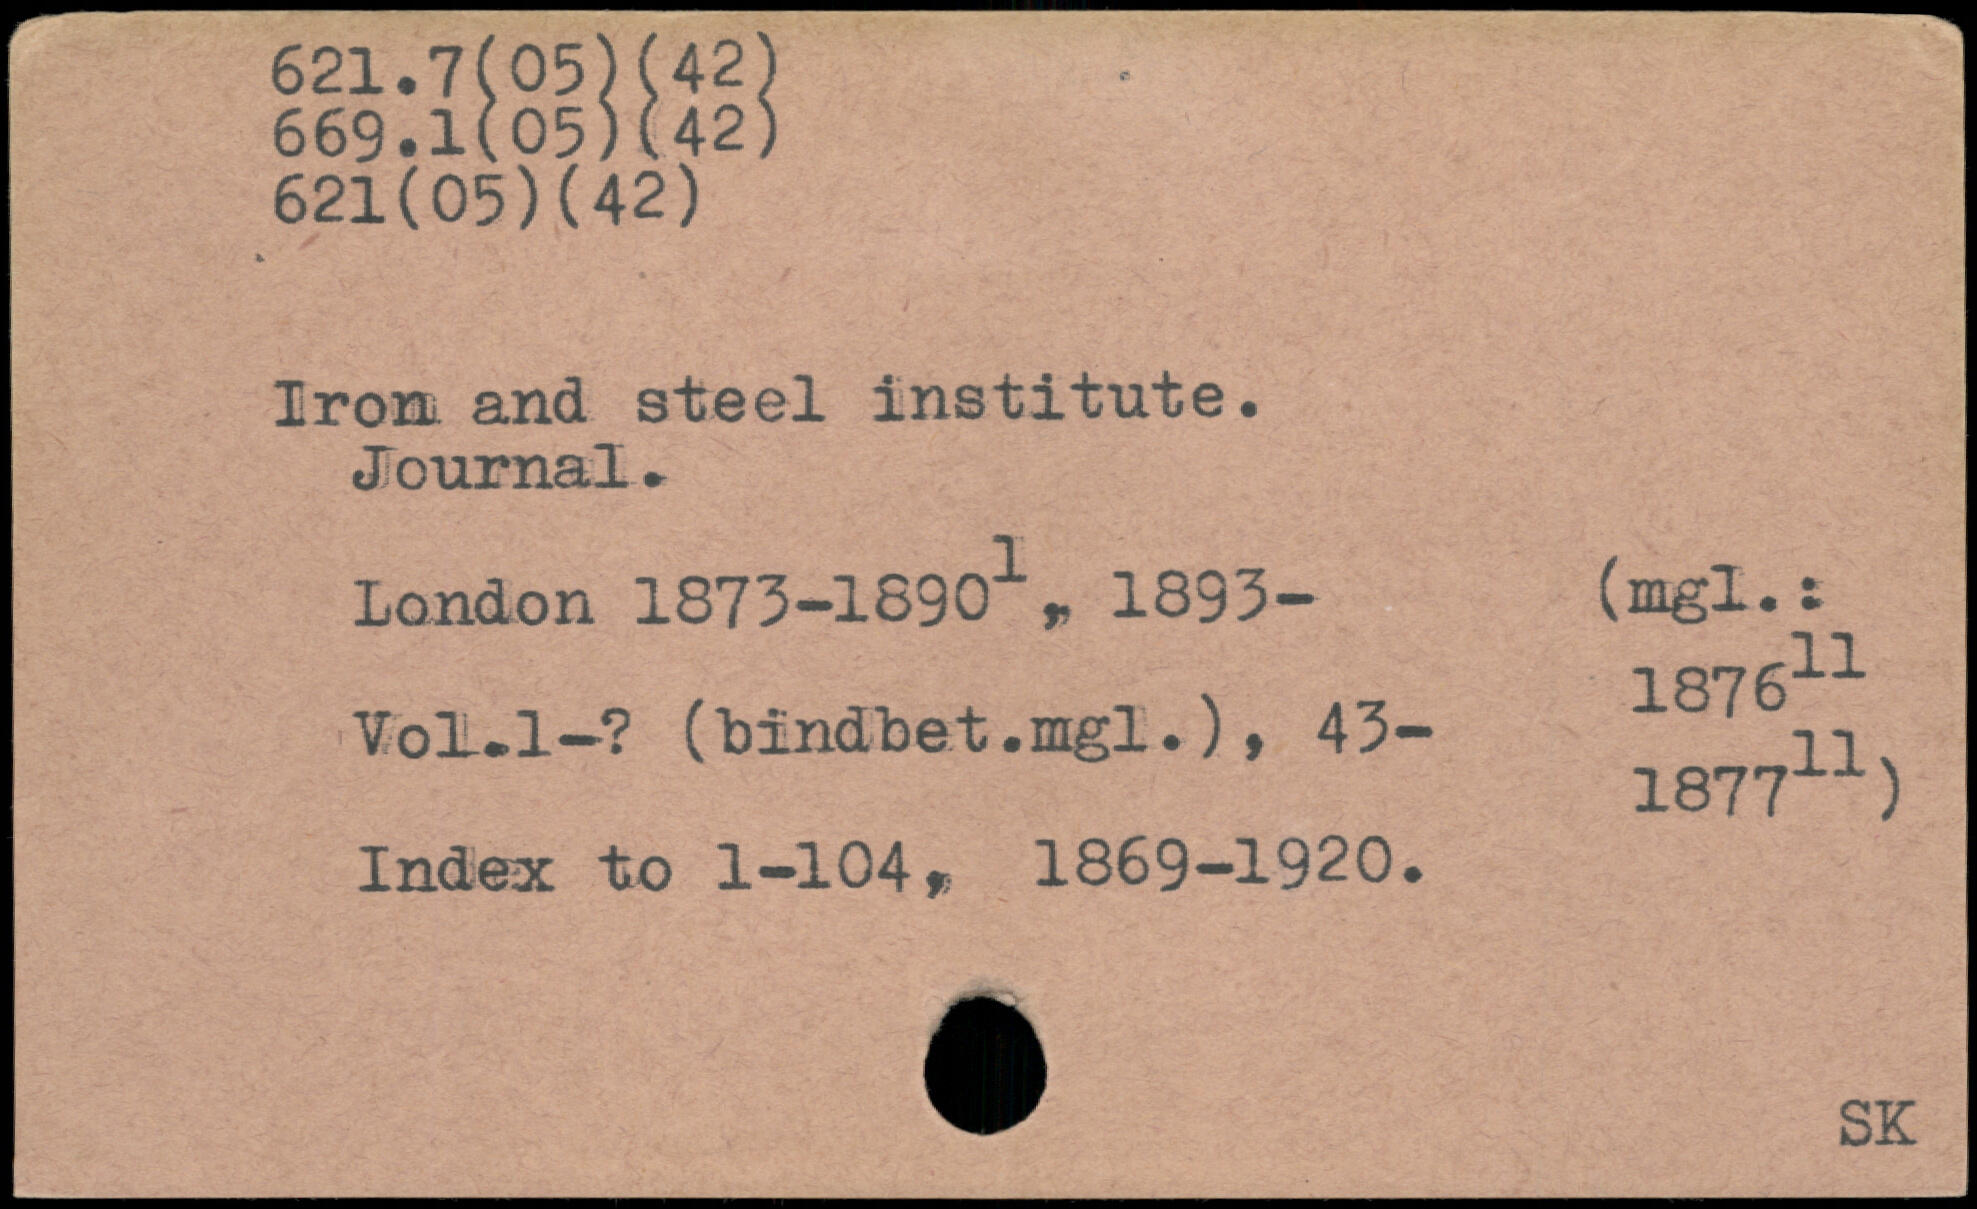 621.7(05)(42)
669.1(05)(42)
621(05)(42)
Iron and steel institute.
Journal.
London 1873-1890¹, 1893-
Vol.1-? (bindbet.mgl.), 43-
Index to 1-104, 1869-1920.
(mgl.:
1876¹¹
1877¹¹)
SK